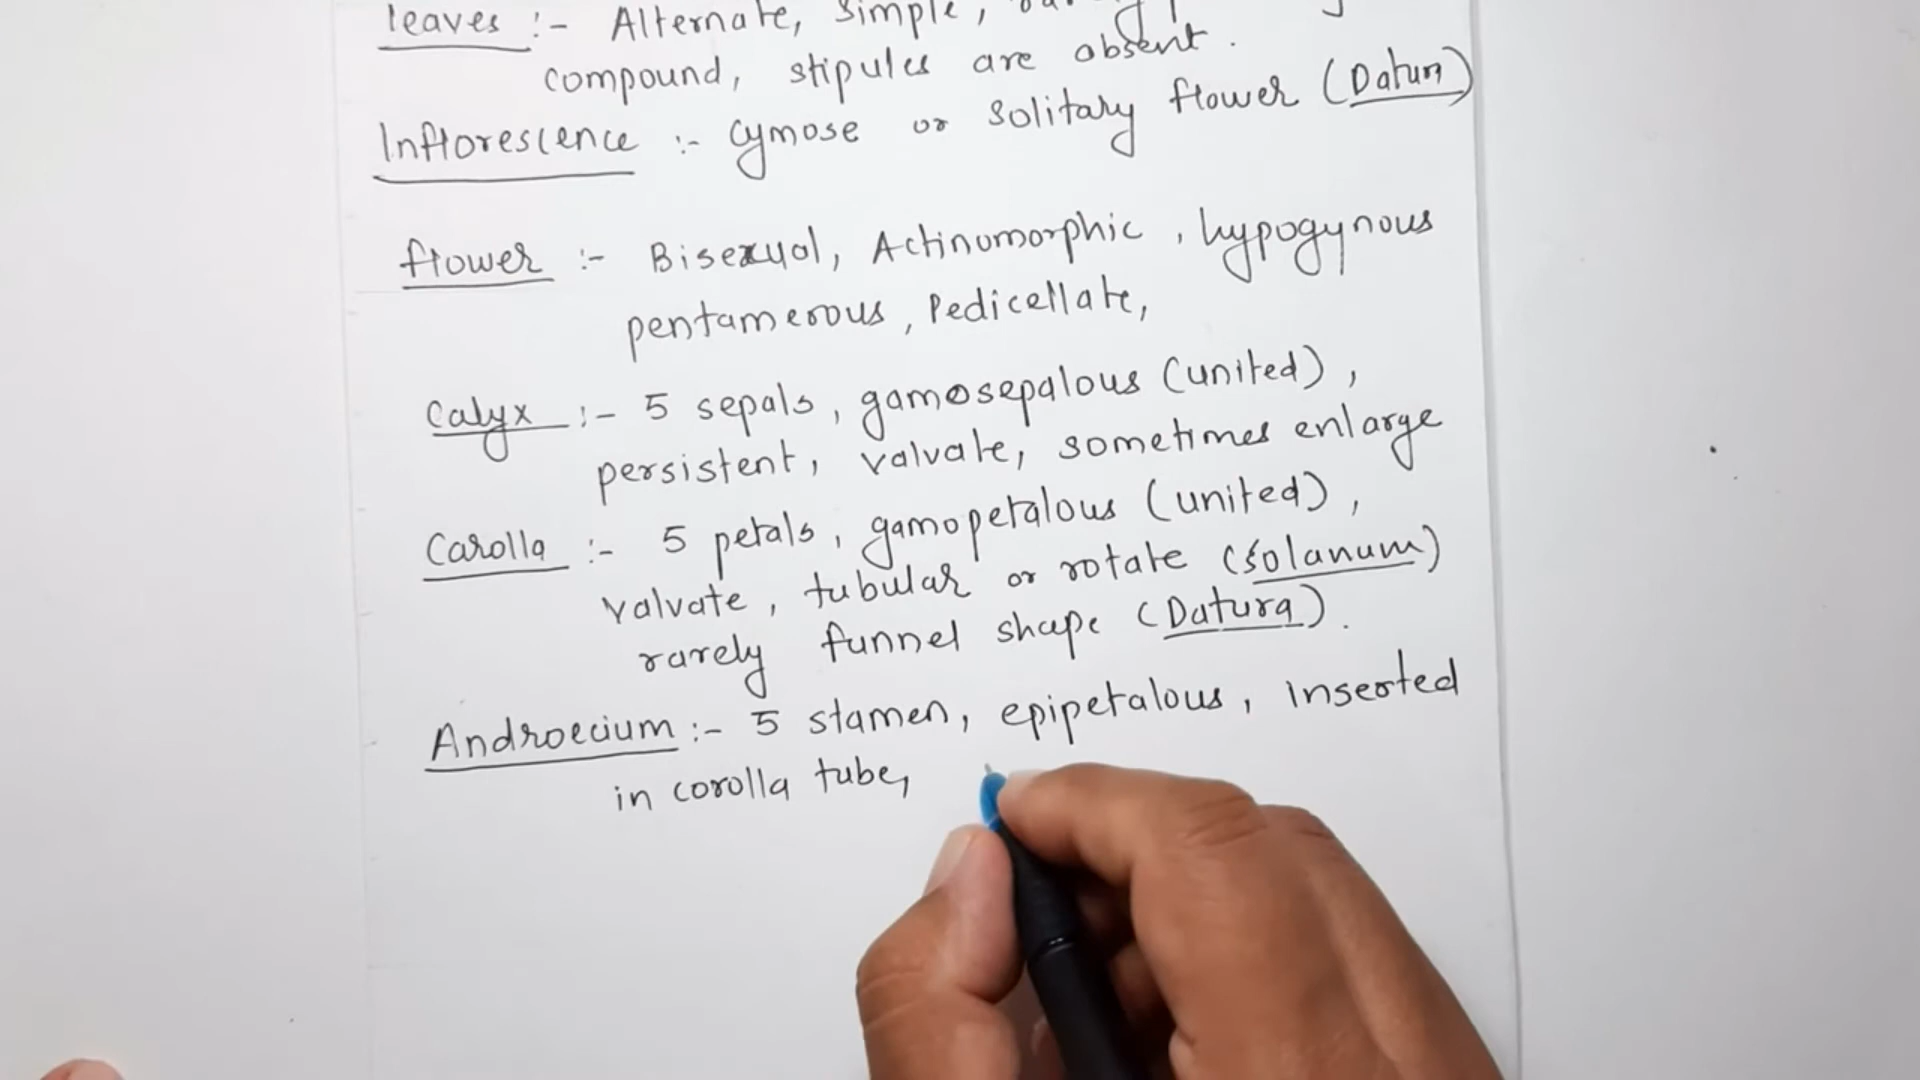 leaves :- Alternate, simple,
compound, stipules are absent.
Inflorescence :- Cymose or Solitary flower (Datun)
flower :- Bisexual, Actinomorphic, hypogynous
pentamerous, Pedicellate,
Calyx :- 5 sepals, gamosepalous (united),
persistent, valvate, sometimes enlarge
Carolla :- 5 petals, gamopetalous (united),
valvate, tubular or rotate (Solanum)
rarely funnel shape (Datura).
Androecium :- 5 stamen, epipetalous, inserted
in corolla tube,